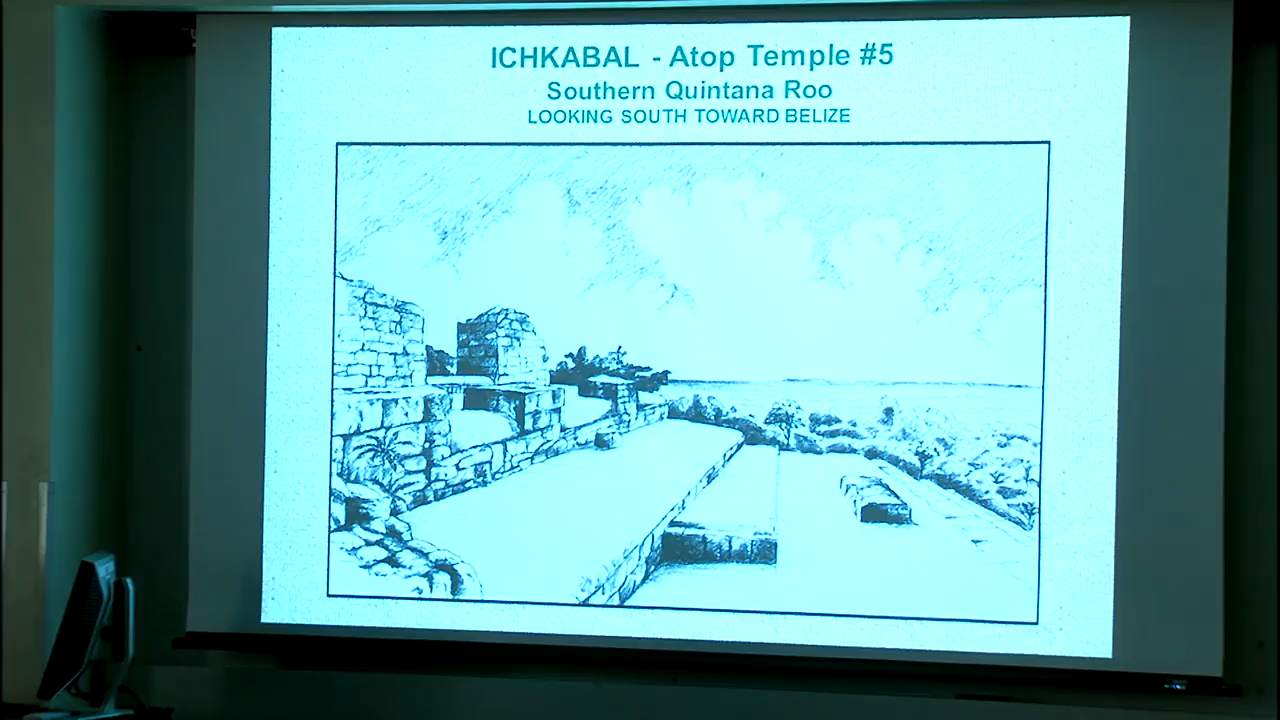 ICHKABAL - Atop Temple #5
Southern Quintana Roo
LOOKING SOUTH TOWARD BELIZE